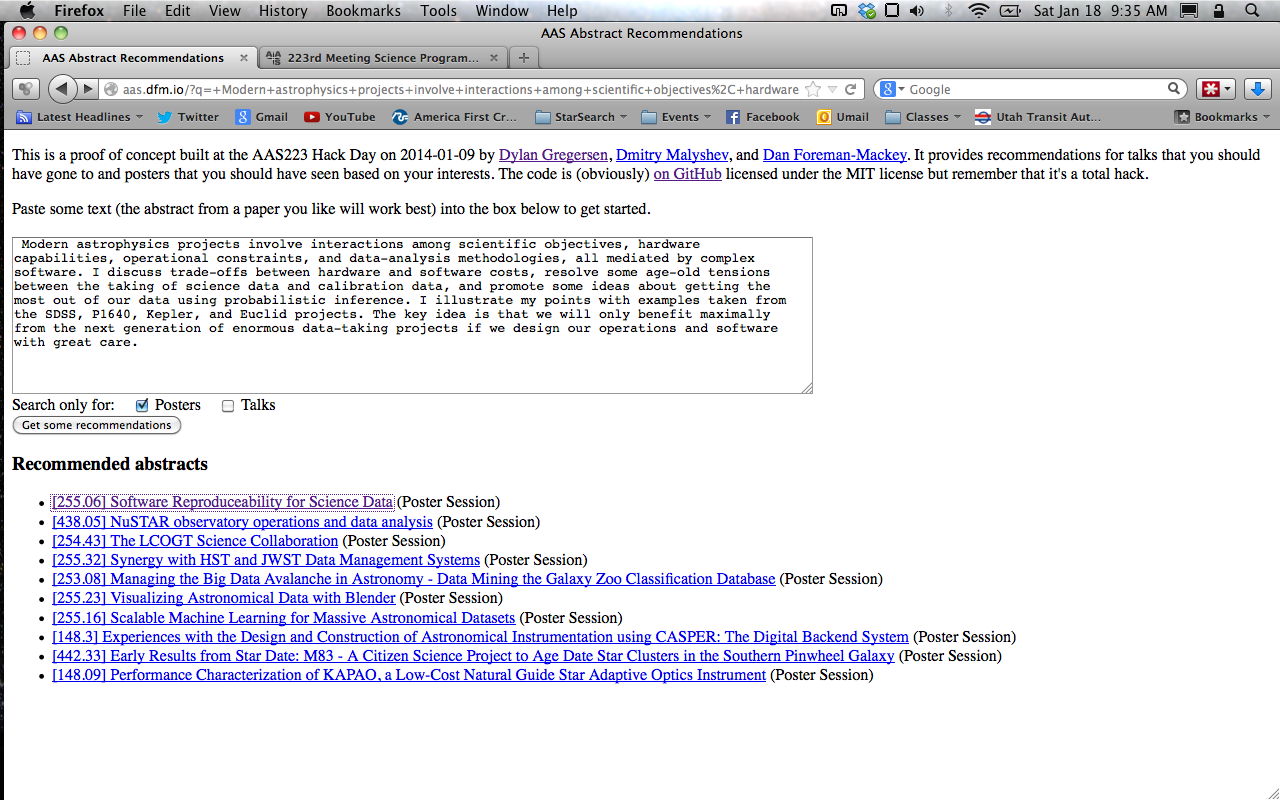 Firefox File Edit View History Bookmarks Tools Window Help Sat Jan 18 9:35 AM
AAS Abstract Recommendations
AAS Abstract Recommendations 223rd Meeting Science Program...
aas.dfm.io/?q=+Modern+astrophysics+projects+involve+interactions+among+scientific+objectives%2C+hardware Google
Latest Headlines Twitter Gmail YouTube America First Cr... StarSearch Events Facebook Umail Classes Utah Transit Aut... Bookmarks
This is a proof of concept built at the AAS223 Hack Day on 2014-01-09 by Dylan Gregersen, Dmitry Malyshev, and Dan Foreman-Mackey. It provides recommendations for talks that you should
have gone to and posters that you should have seen based on your interests. The code is (obviously) on GitHub licensed under the MIT license but remember that it's a total hack.
Paste some text (the abstract from a paper you like will work best) into the box below to get started.
Modern astrophysics projects involve interactions among scientific objectives, hardware
capabilities, operational constraints, and data-analysis methodologies, all mediated by complex
software. I discuss trade-offs between hardware and software costs, resolve some age-old tensions
between the taking of science data and calibration data, and promote some ideas about getting the
most out of our data using probabilistic inference. I illustrate my points with examples taken from
the SDSS, P1640, Kepler, and Euclid projects. The key idea is that we will only benefit maximally
from the next generation of enormous data-taking projects if we design our operations and software
with great care.
Search only for: Posters Talks
Get some recommendations
Recommended abstracts
[255.06] Software Reproduceability for Science Data (Poster Session)
[438.05] NuSTAR observatory operations and data analysis (Poster Session)
[254.43] The LCOGT Science Collaboration (Poster Session)
[255.32] Synergy with HST and JWST Data Management Systems (Poster Session)
[253.08] Managing the Big Data Avalanche in Astronomy - Data Mining the Galaxy Zoo Classification Database (Poster Session)
[255.23] Visualizing Astronomical Data with Blender (Poster Session)
[255.16] Scalable Machine Learning for Massive Astronomical Datasets (Poster Session)
[148.3] Experiences with the Design and Construction of Astronomical Instrumentation using CASPER: The Digital Backend System (Poster Session)
[442.33] Early Results from Star Date: M83 - A Citizen Science Project to Age Date Star Clusters in the Southern Pinwheel Galaxy (Poster Session)
[148.09] Performance Characterization of KAPAO, a Low-Cost Natural Guide Star Adaptive Optics Instrument (Poster Session)